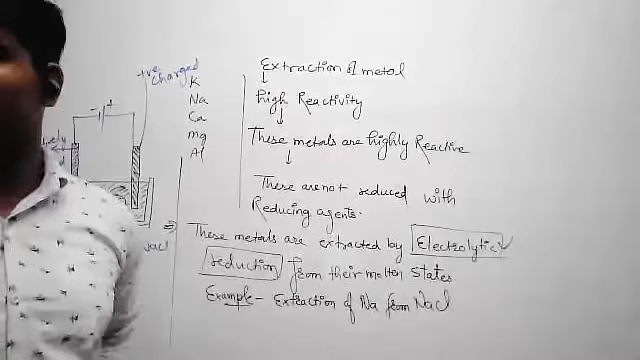 +ve charged
K
Na
Ca
mg
Al
NaCl
Extraction of metal
high Reactivity
These metals are highly Reactive
These are not reduced with
Reducing agents.
These metals are extracted by Electrolytic
reduction from their molten states
Example - Extraction of Na from NaCl